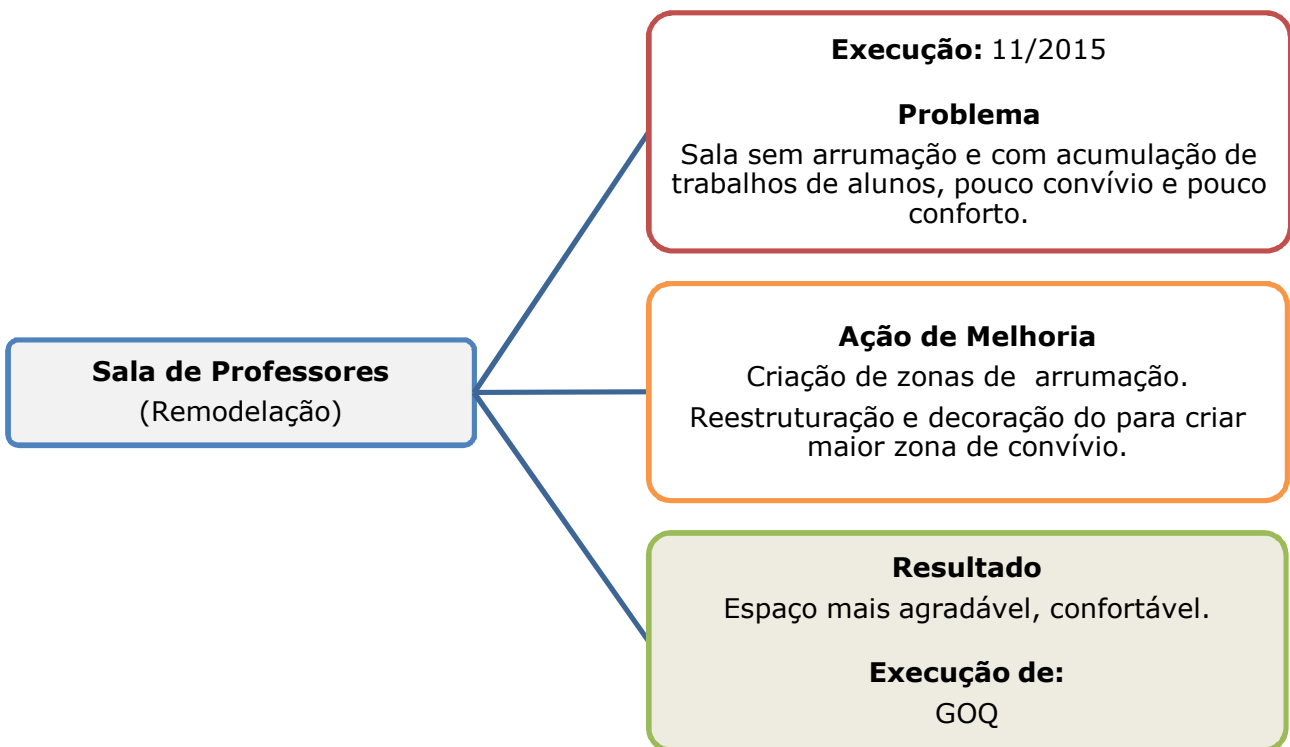 Sala de Professores
(Remodelação)
Execução: 11/2015
Problema
Sala sem arrumação e com acumulação de
trabalhos de alunos, pouco convívio e pouco
conforto.
Ação de Melhoria
Criação de zonas de arrumação.
Reestruturação e decoração do para criar
maior zona de convívio.
Resultado
Espaço mais agradável, confortável.
Execução de:
GOQ